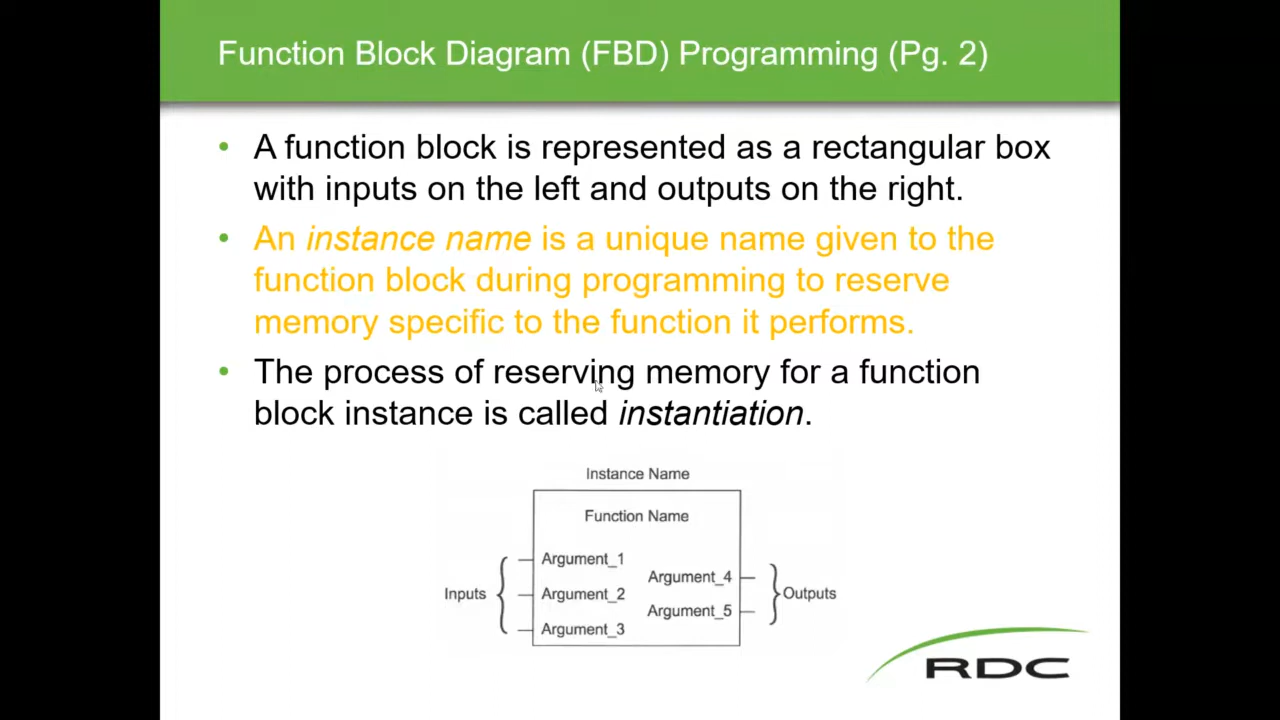 Function Block Diagram (FBD) Programming (Pg. 2)
• A function block is represented as a rectangular box
with inputs on the left and outputs on the right.
• An instance name is a unique name given to the
function block during programming to reserve
memory specific to the function it performs.
• The process of reserving memory for a function
block instance is called instantiation.
Instance Name
Function Name
Inputs
Argument_1
Argument_2
Argument_3
Argument_4
Argument_5
Outputs
RDC